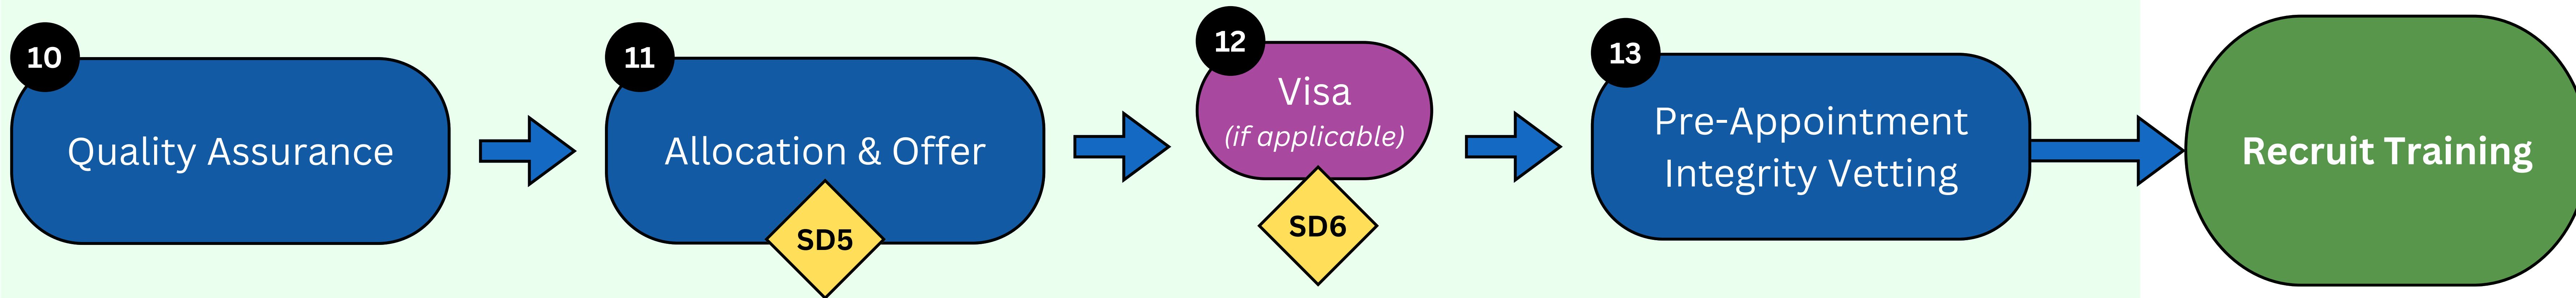 10
Quality Assurance
11
Allocation & Offer
SD5
12
Visa
(if applicable)
SD6
13
Pre-Appointment
Integrity Vetting
Recruit Training